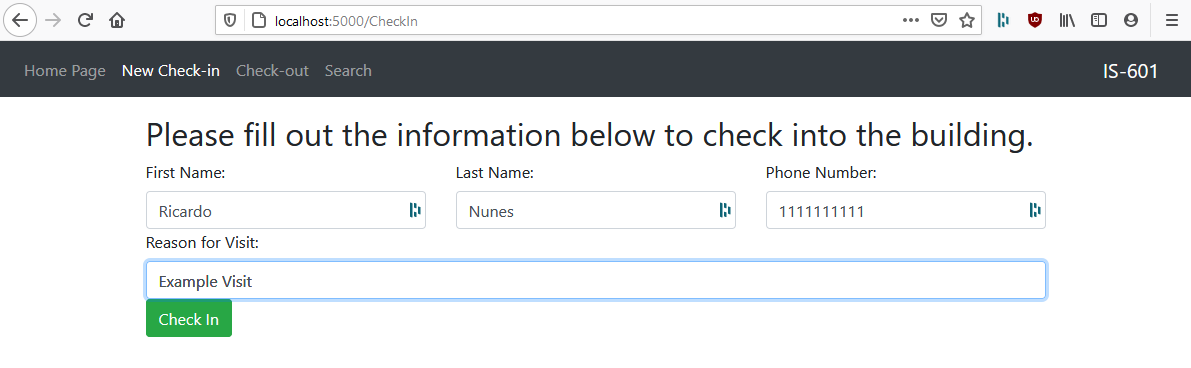 localhost:5000/CheckIn
Home Page New Check-in Check-out Search IS-601
Please fill out the information below to check into the building.
First Name: Last Name: Phone Number:
Ricardo Nunes 1111111111
Reason for Visit:
Example Visit
Check In